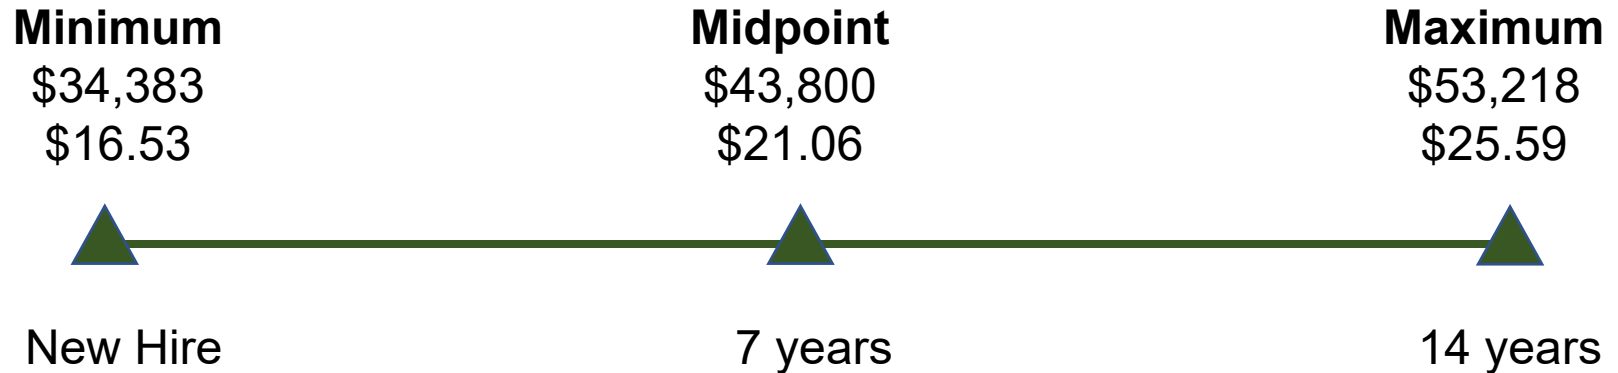 Minimum Midpoint Maximum
$34,383 $43,800 $53,218
$16.53 $21.06 $25.59
New Hire 7 years 14 years